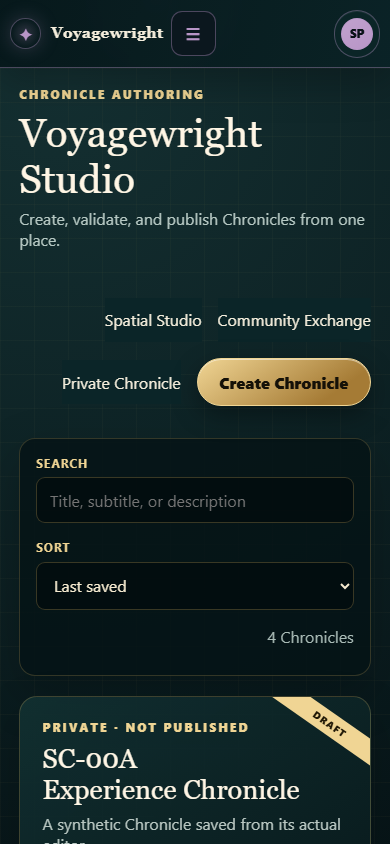 Voyagewright
SP
CHRONICLE AUTHORING
Voyagewright
Studio
Create, validate, and publish Chronicles from one
place.
Spatial Studio
Community Exchange
Private Chronicle
Create Chronicle
SEARCH
Title, subtitle, or description
SORT
Last saved
4 Chronicles
DRAFT
PRIVATE · NOT PUBLISHED
SC-00A
Experience Chronicle
A synthetic Chronicle saved from its actual
editor.